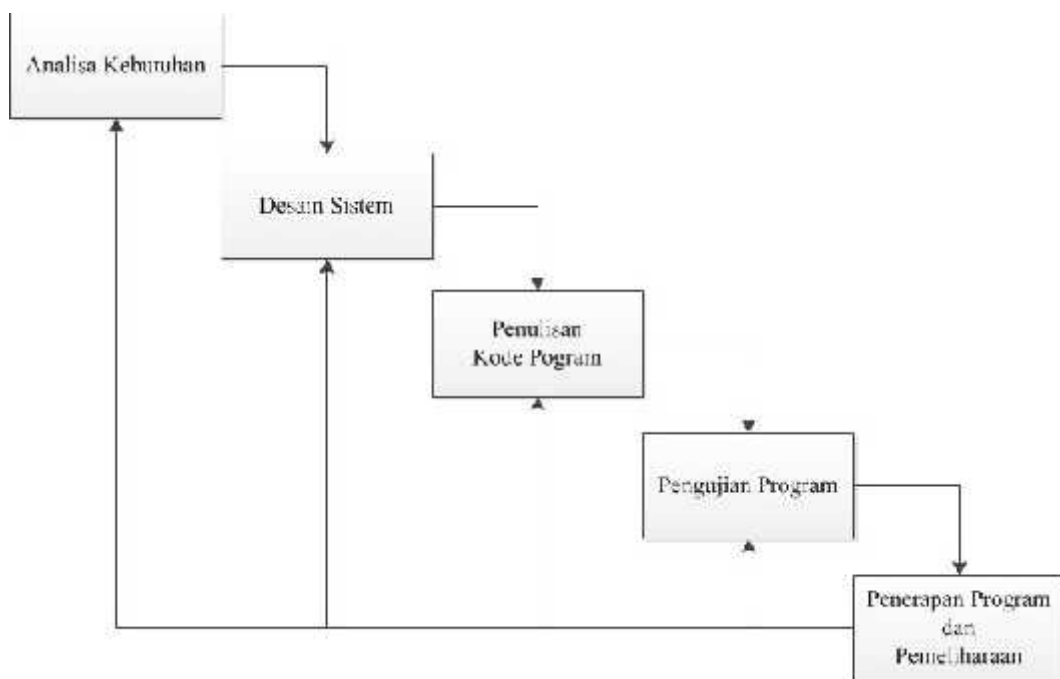 Analisa Kebutuhan
Desain Sistem
Penulisan
Kode Pogram
Pengujian Program
Penerapan Program
dan
Pemeliharaan